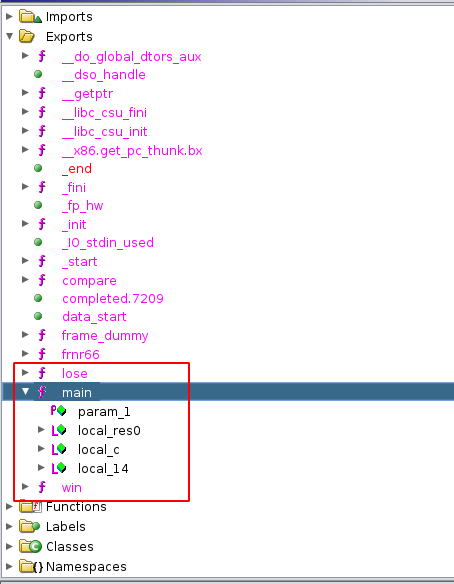 Imports
Exports
__do_global_dtors_aux
__dso_handle
__getptr
__libc_csu_fini
__libc_csu_init
__x86.get_pc_thunk.bx
_end
_fini
_fp_hw
_init
_IO_stdin_used
_start
compare
completed.7209
data_start
frame_dummy
frnr66
lose
main
param_1
local_res0
local_c
local_14
win
Functions
Labels
Classes
Namespaces